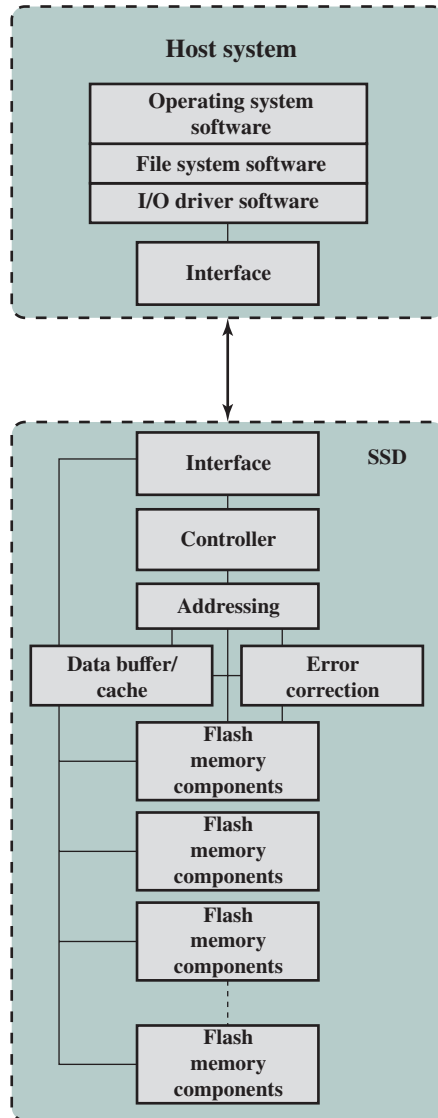 Host system
Operating system
software
File system software
I/O driver software
Interface
SSD
Interface
Controller
Addressing
Data buffer/
cache
Error
correction
Flash
memory
components
Flash
memory
components
Flash
memory
components
Flash
memory
components